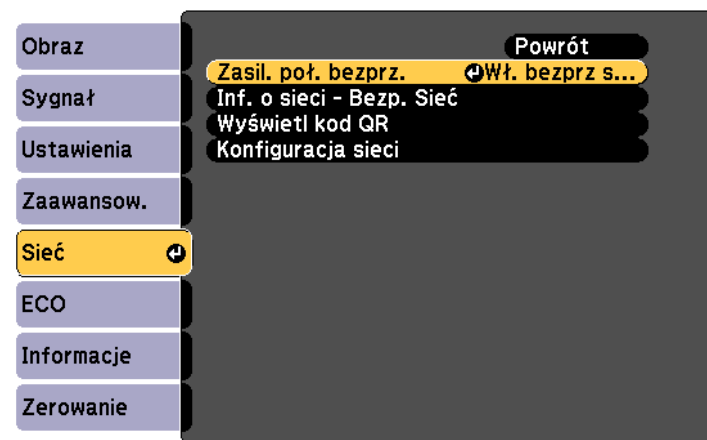 Obraz
Sygnał
Ustawienia
Zaawansow.
Sieć
ECO
Informacje
Zerowanie
Powrót
Zasil. poł. bezprz. Wł. bezprz s...
Inf. o sieci - Bezp. Sieć
Wyświetl kod QR
Konfiguracja sieci